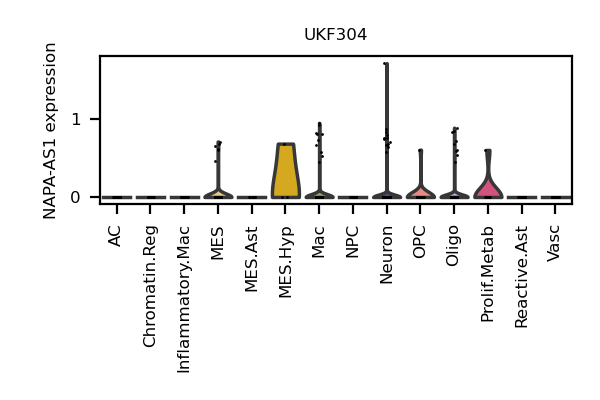 UKF304
NAPA-AS1 expression
1
0
AC
Chromatin.Reg
Inflammatory.Mac
MES
MES.Ast
MES.Hyp
Mac
NPC
Neuron
OPC
Oligo
Prolif.Metab
Reactive.Ast
Vasc